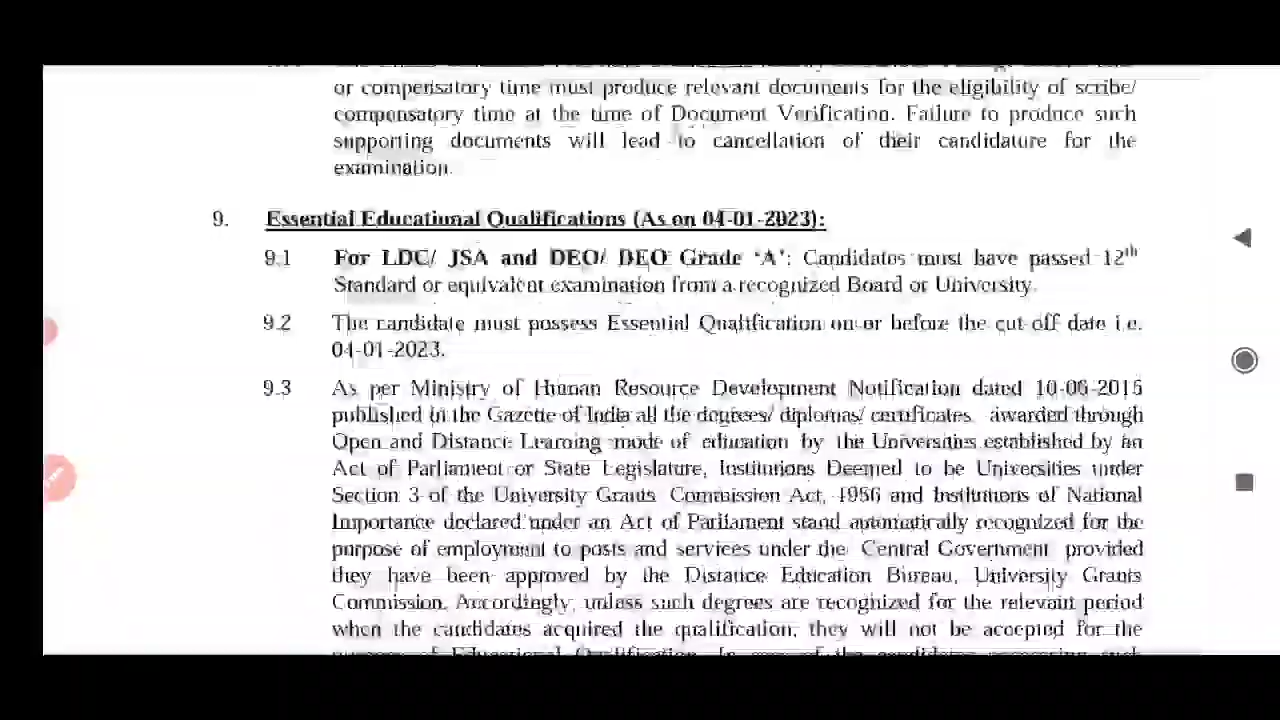 or compensatory time must produce relevant documents for the eligibility of scribe/
compensatory time at the time of Document Verification. Failure to produce such
supporting documents will lead to cancellation of their candidature for the
examination.
9. Essential Educational Qualifications (As on 04-01-2023):
9.1 For LDC/ JSA and DEO/ DEO Grade 'A': Candidates must have passed 12th
Standard or equivalent examination from a recognized Board or University.
9.2 The candidate must possess Essential Qualification on or before the cut-off date i.e.
04-01-2023.
9.3 As per Ministry of Human Resource Development Notification dated 10-06-2015
published in the Gazette of India all the degrees/ diplomas/ certificates awarded through
Open and Distance Learning mode of education by the Universities established by an
Act of Parliament or State Legislature, Institutions Deemed to be Universities under
Section 3 of the University Grants Commission Act, 1956 and Institutions of National
Importance declared under an Act of Parliament stand automatically recognized for the
purpose of employment to posts and services under the Central Government provided
they have been approved by the Distance Education Bureau, University Grants
Commission. Accordingly, unless such degrees are recognized for the relevant period
when the candidates acquired the qualification, they will not be accepted for the